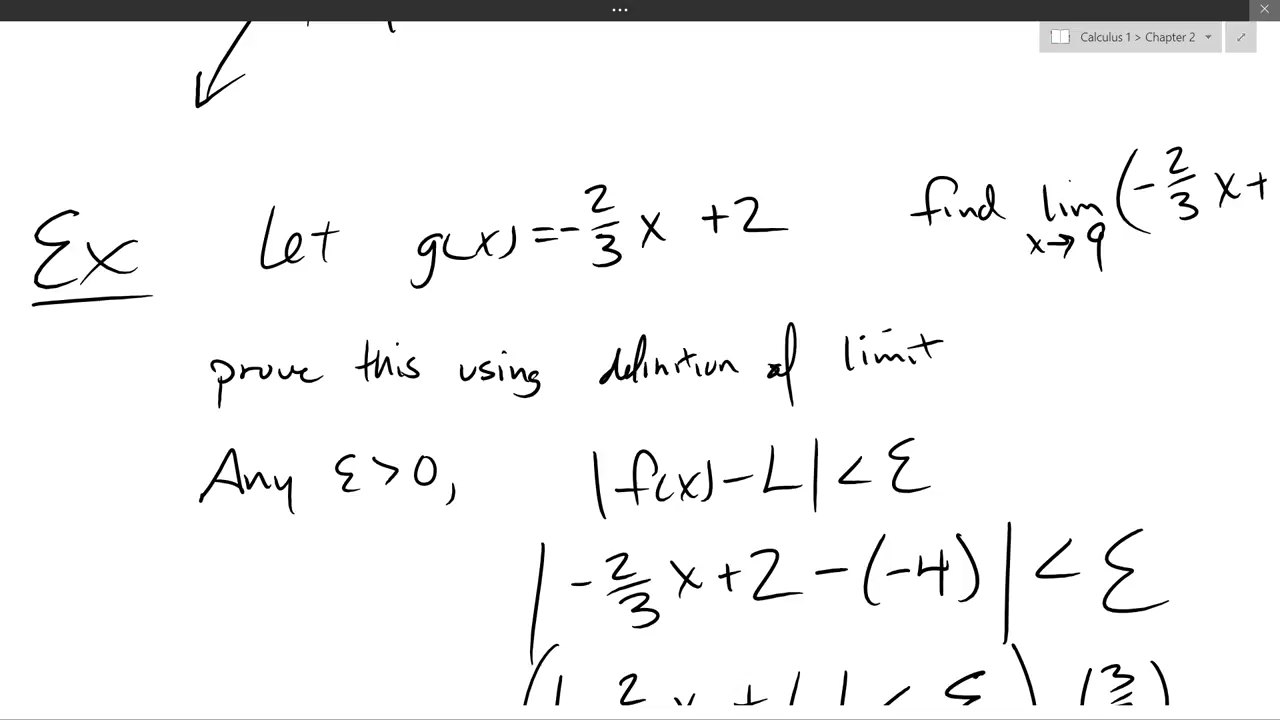 Calculus 1 > Chapter 2
Ex Let g(x) = -2/3 x + 2 find lim x→9 (-2/3 x +
prove this using definition of limit
Any ε > 0, |f(x) - L| < ε
|-2/3 x + 2 - (-4)| < ε